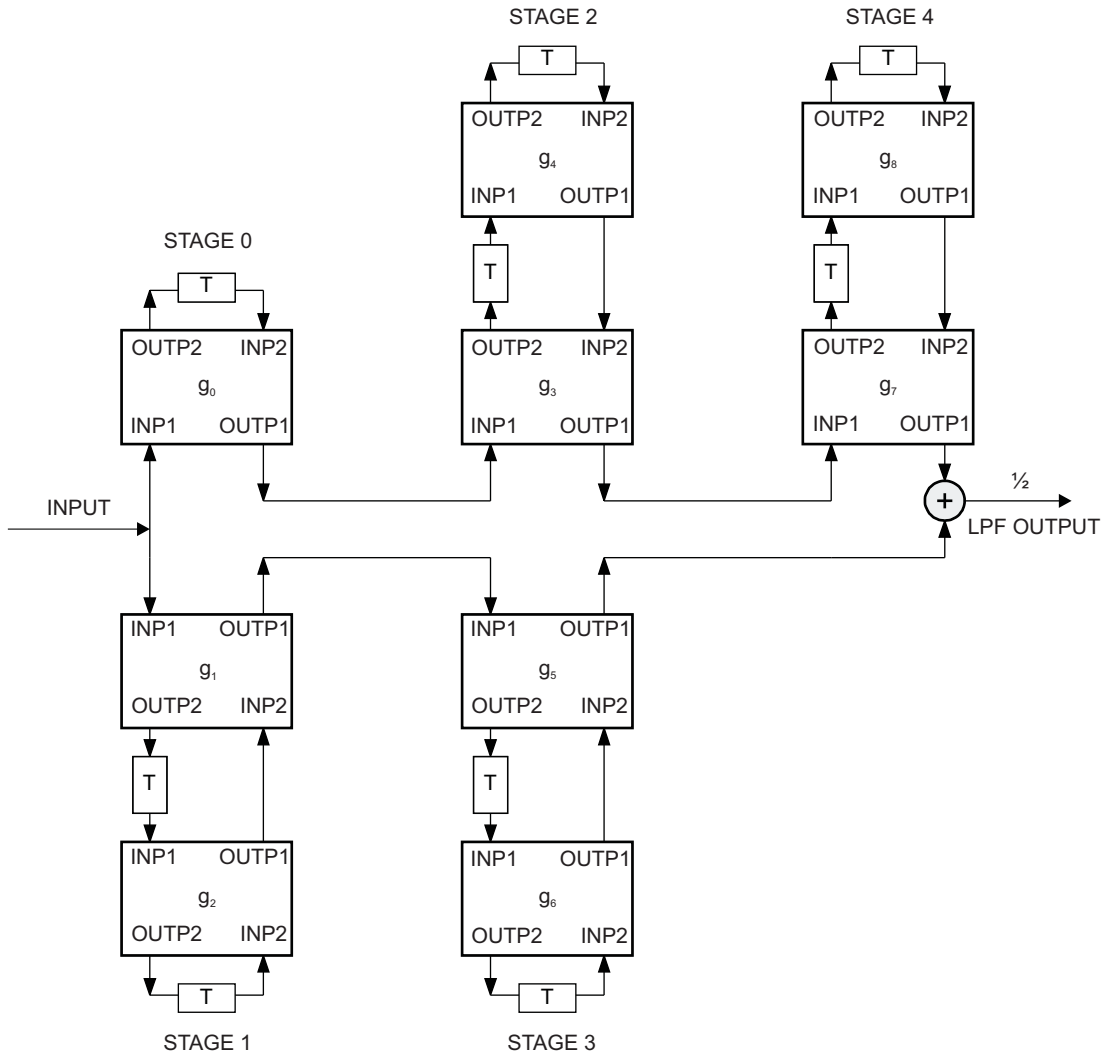 STAGE 2 STAGE 4
T T
OUTP2 INP2 OUTP2 INP2
g₄ g₈
INP1 OUTP1 INP1 OUTP1
STAGE 0
T T T
OUTP2 INP2 OUTP2 INP2 OUTP2 INP2
g₀ g₃ g₇
INP1 OUTP1 INP1 OUTP1 INP1 OUTP1
INPUT + ½
LPF OUTPUT
INP1 OUTP1 INP1 OUTP1
g₁ g₅
OUTP2 INP2 OUTP2 INP2
T T
INP1 OUTP1 INP1 OUTP1
g₂ g₆
OUTP2 INP2 OUTP2 INP2
T T
STAGE 1 STAGE 3